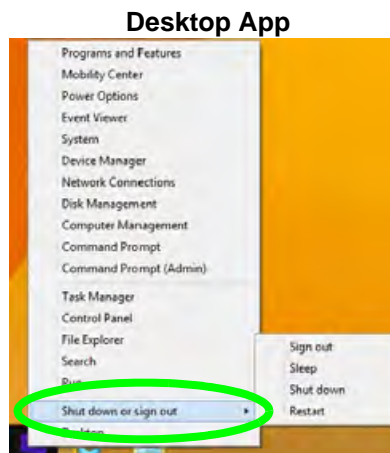 Desktop App
Programs and Features
Mobility Center
Power Options
Event Viewer
System
Device Manager
Network Connections
Disk Management
Computer Management
Command Prompt
Command Prompt (Admin)
Task Manager
Control Panel
File Explorer
Search
Run
Shut down or sign out
Desktop
Sign out
Sleep
Shut down
Restart